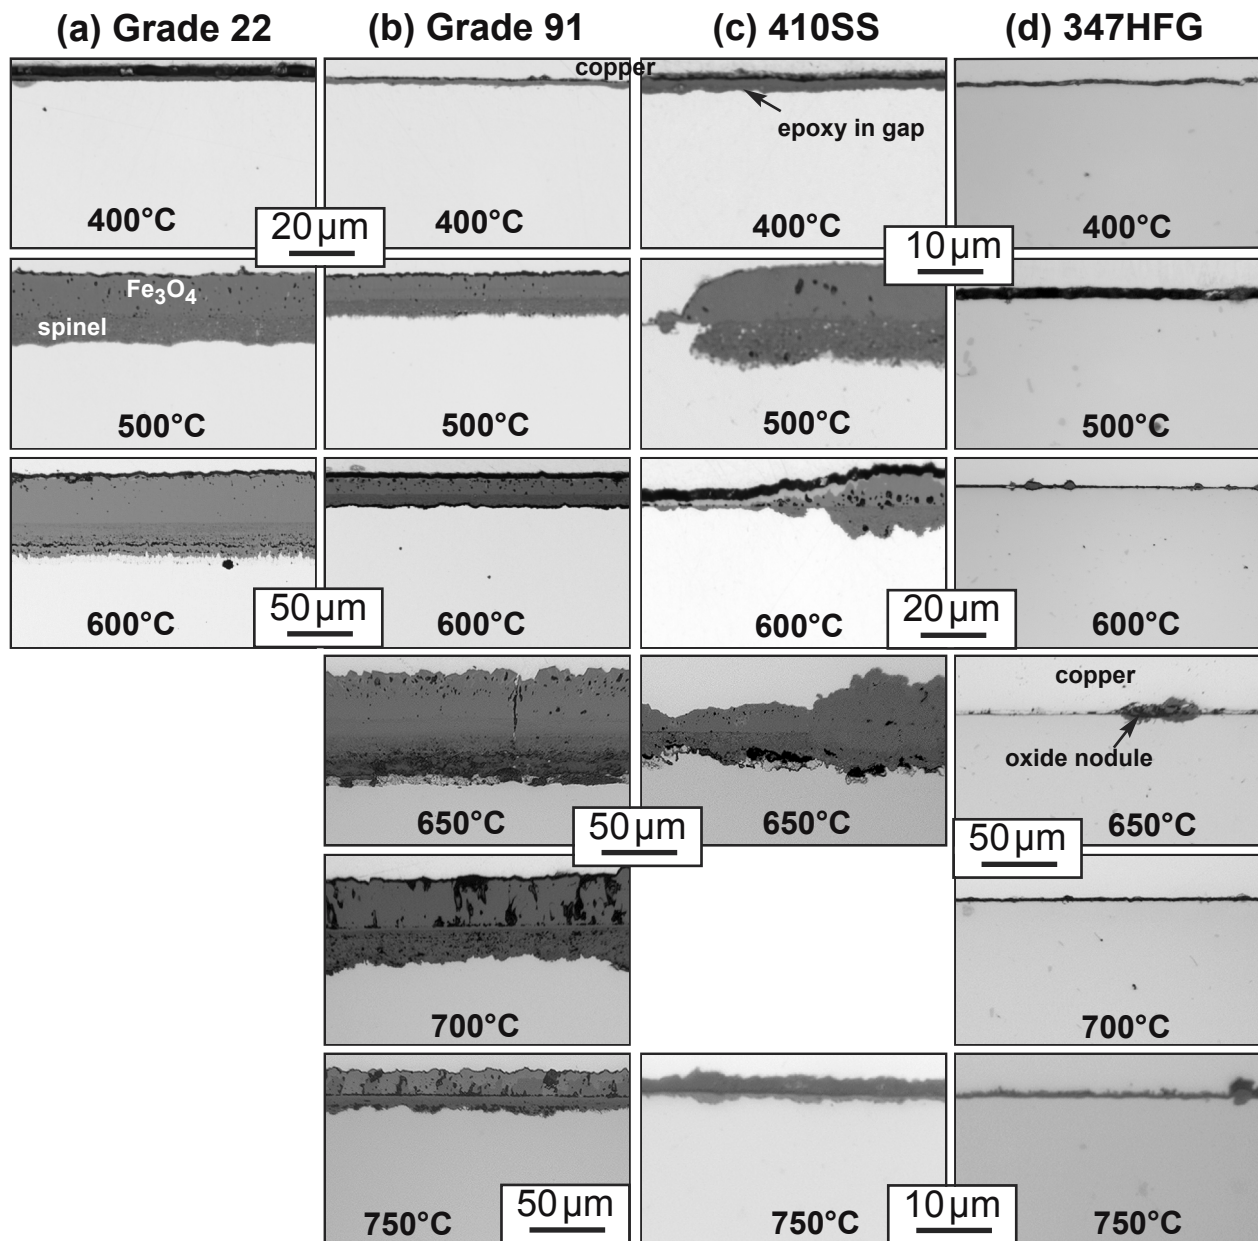 (a) Grade 22 (b) Grade 91 (c) 410SS (d) 347HFG
copper
epoxy in gap
400°C 400°C 400°C 400°C
20 µm 10 µm
Fe3O4
spinel
500°C 500°C 500°C 500°C
600°C 600°C 600°C 600°C
50 µm 20 µm
copper
oxide nodule
650°C 650°C 650°C
50 µm 50 µm
700°C 700°C
750°C 750°C 750°C
50 µm 10 µm